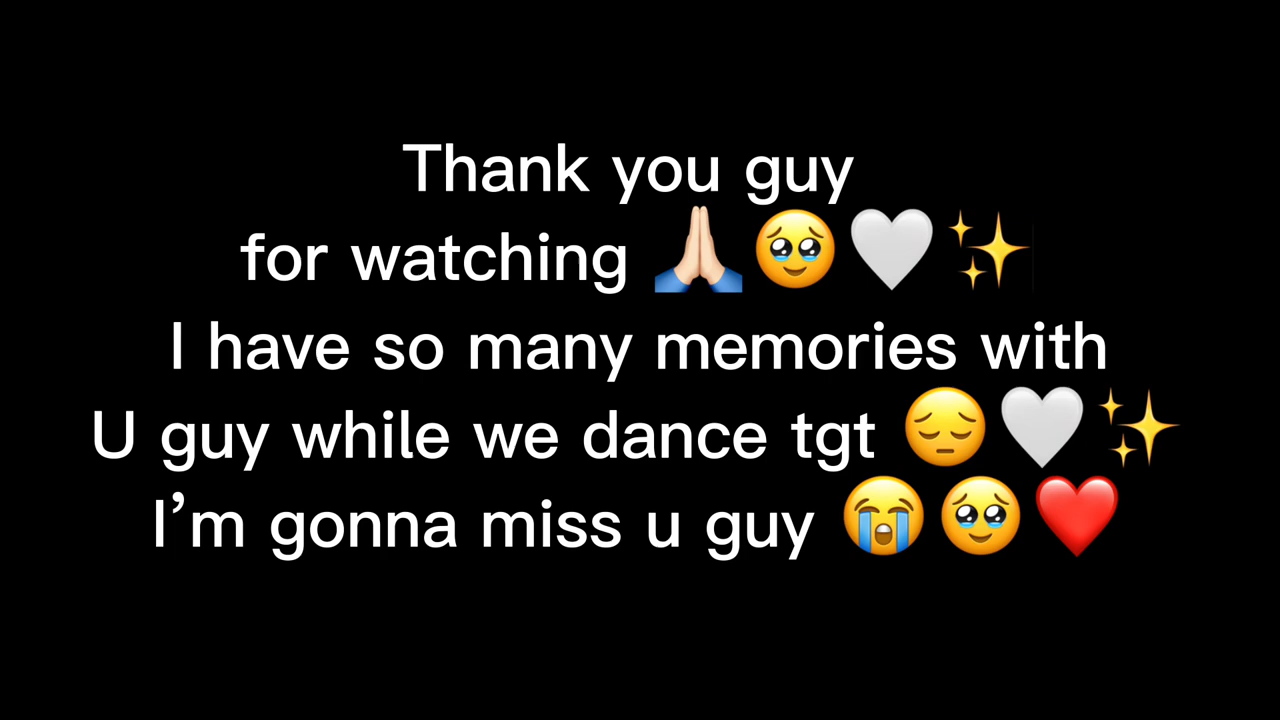 Thank you guy
for watching 🙏🏻🥹🤍✨
I have so many memories with
U guy while we dance tgt 😔🤍✨
I’m gonna miss u guy 😭🥹❤️